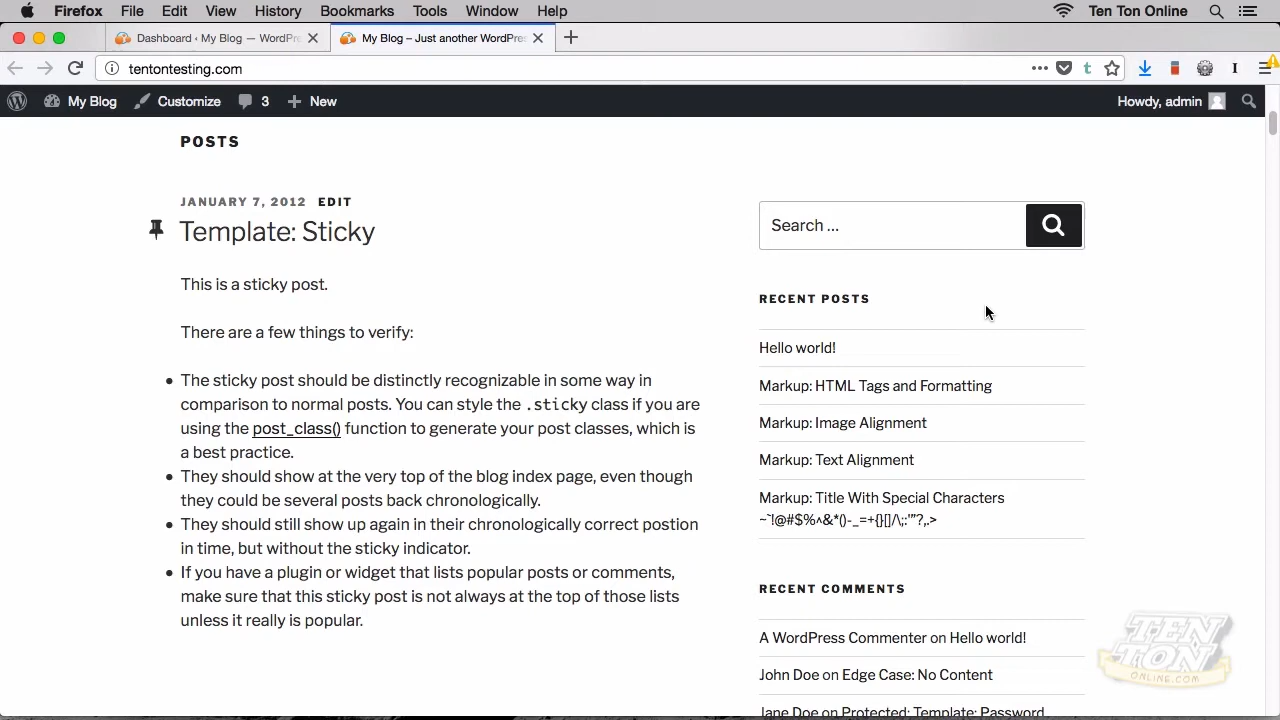 Firefox File Edit View History Bookmarks Tools Window Help Ten Ton Online
Dashboard ‹ My Blog — WordPr
My Blog – Just another WordPre
tentontesting.com
My Blog Customize 3 New Howdy, admin
POSTS
JANUARY 7, 2012 EDIT
Template: Sticky
This is a sticky post.
There are a few things to verify:
The sticky post should be distinctly recognizable in some way in
comparison to normal posts. You can style the .sticky class if you are
using the post_class() function to generate your post classes, which is
a best practice.
They should show at the very top of the blog index page, even though
they could be several posts back chronologically.
They should still show up again in their chronologically correct postion
in time, but without the sticky indicator.
If you have a plugin or widget that lists popular posts or comments,
make sure that this sticky post is not always at the top of those lists
unless it really is popular.
Search ...
RECENT POSTS
Hello world!
Markup: HTML Tags and Formatting
Markup: Image Alignment
Markup: Text Alignment
Markup: Title With Special Characters
~`!@#$%^&*()-_=+{}[]/\;:'"?,.>
RECENT COMMENTS
A WordPress Commenter on Hello world!
John Doe on Edge Case: No Content
Jane Doe on Protected: Template: Password
TEN TON
ONLINE.COM